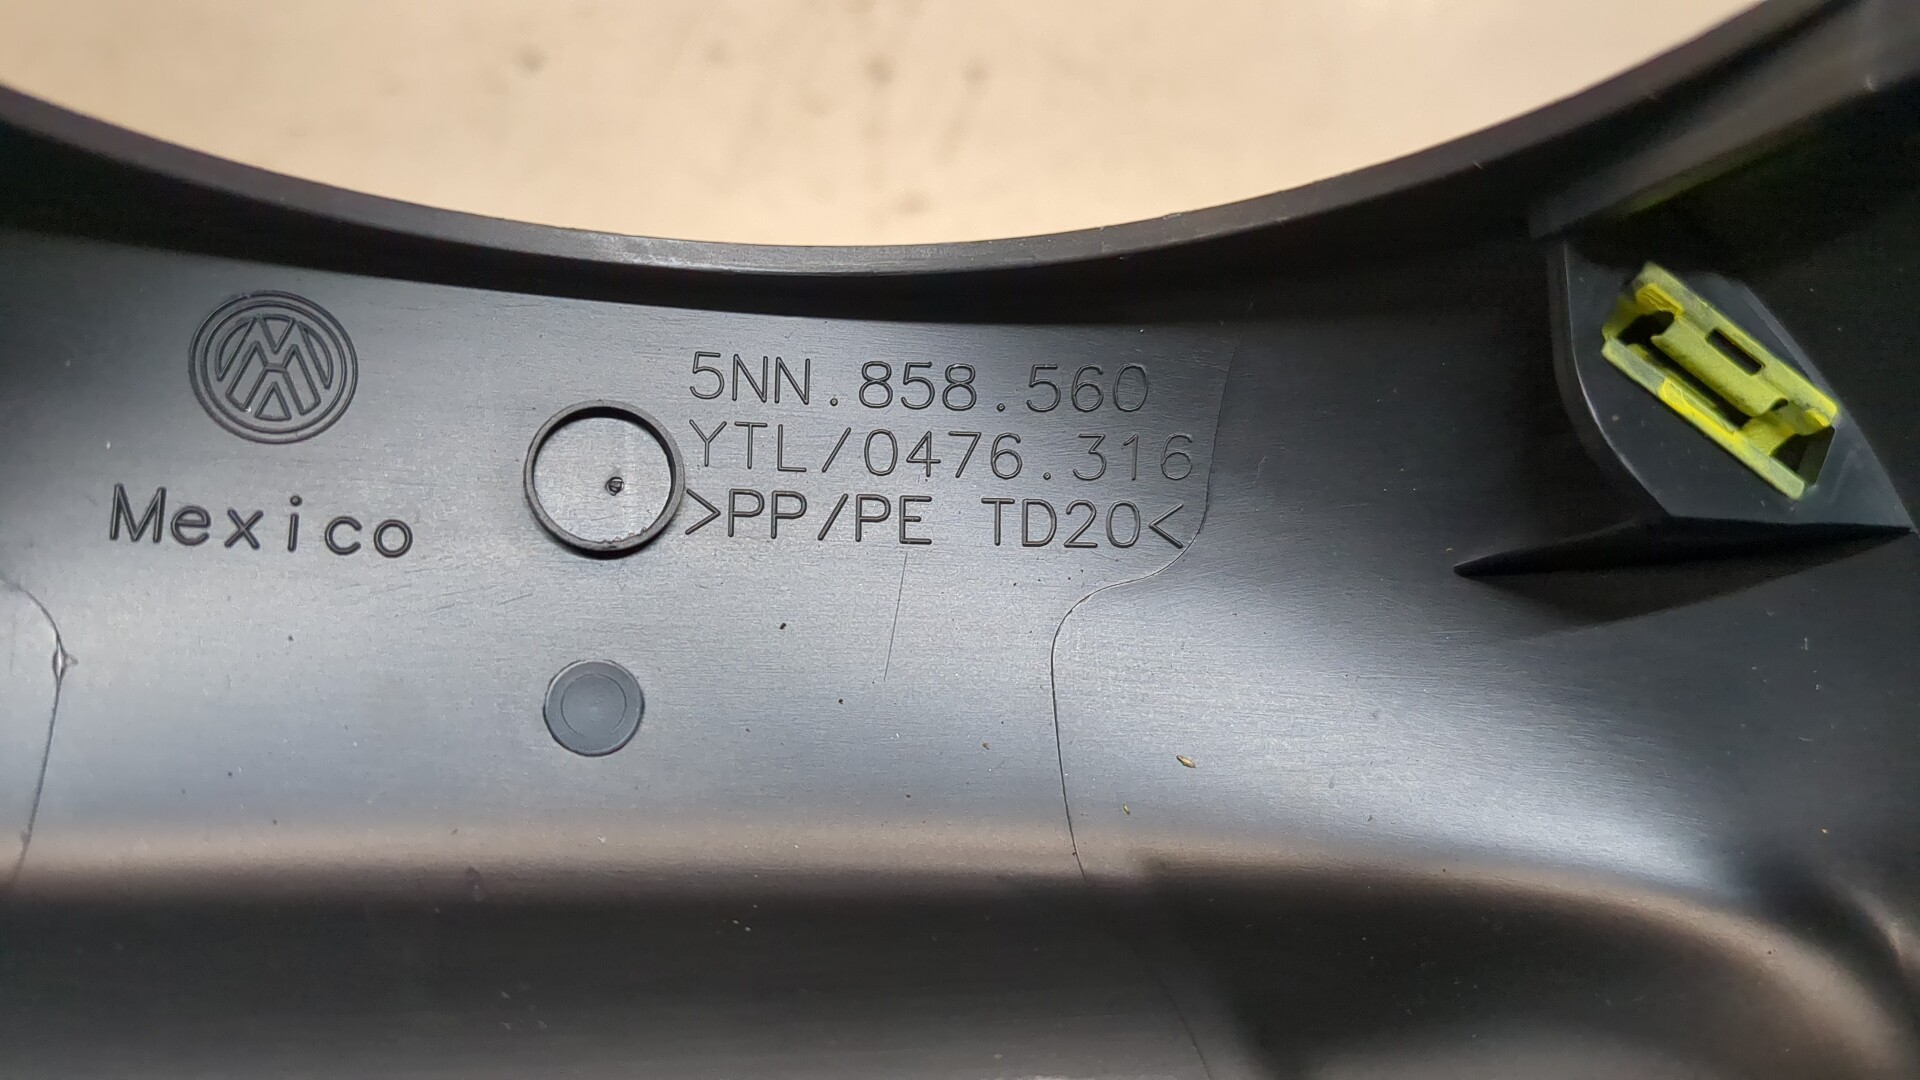 5NN.858.560
YTL/0476.316
>PP/PE TD20<
Mexico